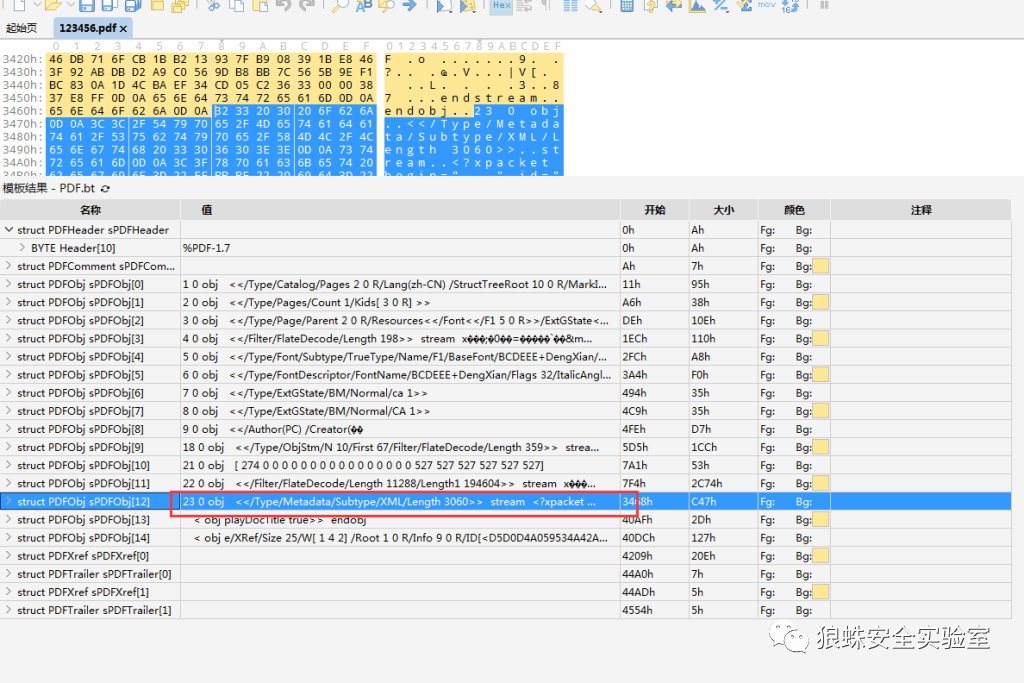 Hex
起始页 123456.pdf ×
0 1 2 3 4 5 6 7 8 9 A B C D E F 0 1 2 3 4 5 6 7 8 9 A B C D E F
3420h: 46 DB 71 6F CB 1B B2 13 93 7F B9 08 39 1B E8 46 F . o . . . . . . . 9 . .
3430h: 3F 92 AB DB D2 A9 C0 56 9D B8 BB 7C 56 5B 9E F1 ? . . . . . V . . . | V [ . .
3440h: BC 83 0A 1D 4C BA EF 34 CD 05 C2 36 33 00 00 38
3450h: 37 E8 FF 0D 0A 65 6E 64 73 74 72 65 61 6D 0D 0A 7 . . . . e n d s t r e a m . .
3460h: 65 6E 64 6F 62 6A 0D 0A 32 33 20 30 20 6F 62 6A e n d o b j . . 2 3 0 o b j
3470h: 0D 0A 3C 3C 2F 54 79 70 65 2F 4D 65 74 61 64 61 . . < < / T y p e / M e t a d a
3480h: 74 61 2F 53 75 62 74 79 70 65 2F 58 4D 4C 2F 4C t a / S u b t y p e / X M L / L
3490h: 65 6E 67 74 68 20 33 30 36 30 3E 3E 0D 0A 73 74 e n g t h 3 0 6 0 > > . . s t
34A0h: 72 65 61 6D 0D 0A 3C 3F 78 70 61 63 6B 65 74 20 r e a m . . < ? x p a c k e t
模板结果 - PDF.bt
名称 值 开始 大小 颜色 注释
struct PDFHeader sPDFHeader 0h Ah Fg: Bg:
BYTE Header[10] %PDF-1.7 0h Ah Fg: Bg:
struct PDFComment sPDFCom... Ah 7h Fg: Bg:
struct PDFObj sPDFObj[0] 1 0 obj <</Type/Catalog/Pages 2 0 R/Lang(zh-CN) /StructTreeRoot 10 0 R/MarkI... 11h 95h Fg: Bg:
struct PDFObj sPDFObj[1] 2 0 obj <</Type/Pages/Count 1/Kids[ 3 0 R] >> A6h 38h Fg: Bg:
struct PDFObj sPDFObj[2] 3 0 obj <</Type/Page/Parent 2 0 R/Resources<</Font<</F1 5 0 R>>/ExtGState<... DEh 10Eh Fg: Bg:
struct PDFObj sPDFObj[3] 4 0 obj <</Filter/FlateDecode/Length 198>> stream 1ECh 110h Fg: Bg:
struct PDFObj sPDFObj[4] 5 0 obj <</Type/Font/Subtype/TrueType/Name/F1/BaseFont/BCDEEE+DengXian/... 2FCh A8h Fg: Bg:
struct PDFObj sPDFObj[5] 6 0 obj <</Type/FontDescriptor/FontName/BCDEEE+DengXian/Flags 32/ItalicAngl... 3A4h F0h Fg: Bg:
struct PDFObj sPDFObj[6] 7 0 obj <</Type/ExtGState/BM/Normal/ca 1>> 494h 35h Fg: Bg:
struct PDFObj sPDFObj[7] 8 0 obj <</Type/ExtGState/BM/Normal/CA 1>> 4C9h 35h Fg: Bg:
struct PDFObj sPDFObj[8] 9 0 obj <</Author(PC) /Creator(�� 4FEh D7h Fg: Bg:
struct PDFObj sPDFObj[9] 18 0 obj <</Type/ObjStm/N 10/First 67/Filter/FlateDecode/Length 359>> strea... 5D5h 1CCh Fg: Bg:
struct PDFObj sPDFObj[10] 21 0 obj [ 274 0 0 0 0 0 0 0 0 0 0 0 0 0 0 0 0 527 527 527 527 527] 7A1h 53h Fg: Bg:
struct PDFObj sPDFObj[11] 22 0 obj <</Filter/FlateDecode/Length 11288/Length1 194604>> stream x���... 7F4h 2C74h Fg: Bg:
struct PDFObj sPDFObj[12] 23 0 obj <</Type/Metadata/Subtype/XML/Length 3060>> stream <?xpacket ... 3468h C47h Fg: Bg:
struct PDFObj sPDFObj[13] < obj playDocTitle true>> endobj 40AFh 2Dh Fg: Bg:
struct PDFObj sPDFObj[14] < obj e/XRef/Size 25/W[ 1 4 2] /Root 1 0 R/Info 9 0 R/ID[<D5D0D4A059534A42A... 40DCh 127h Fg: Bg:
struct PDFXref sPDFXref[0] 4209h 20Eh Fg: Bg:
struct PDFTrailer sPDFTrailer[0] 44A0h 7h Fg: Bg:
struct PDFXref sPDFXref[1] 44ADh 5h Fg: Bg:
struct PDFTrailer sPDFTrailer[1] 4554h 5h Fg: Bg:
狼蛛安全实验室